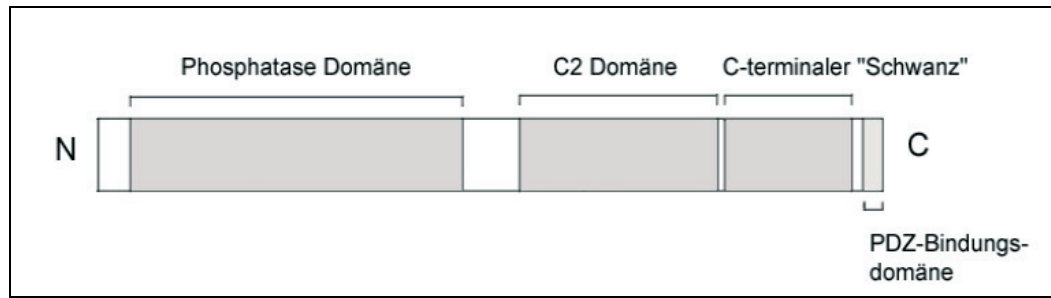 Phosphatase Domäne
C2 Domäne
C-terminaler "Schwanz"
N
C
PDZ-Bindungs-
domäne